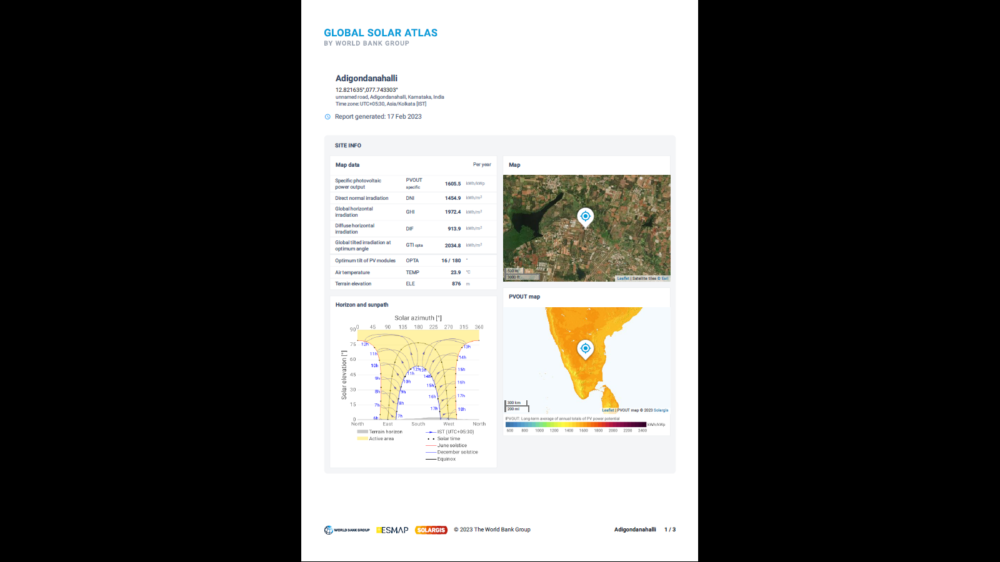 GLOBAL SOLAR ATLAS
BY WORLD BANK GROUP
Adigondanahalli
12.821635°,077.743303°
unnamed road, Adigondanahalli, Karnataka, India
Time zone: UTC+05:30, Asia/Kolkata [IST]
Report generated: 17 Feb 2023
SITE INFO
Map data Per year
Specific photovoltaic power output PVOUT specific 1605.5 kWh/kWp
Direct normal irradiation DNI 1454.9 kWh/m²
Global horizontal irradiation GHI 1972.4 kWh/m²
Diffuse horizontal irradiation DIF 913.9 kWh/m²
Global tilted irradiation at optimum angle GTI opta 2034.8 kWh/m²
Optimum tilt of PV modules OPTA 16 / 180 °
Air temperature TEMP 23.9 °C
Terrain elevation ELE 876 m
Map
500 m
3000 ft
Leaflet | Satellite tiles © Esri
Horizon and sunpath
Solar azimuth [°]
0 45 90 135 180 225 270 315 360
Solar elevation [°]
90
75
60
45
30
15
0
12h 13h
11h 14h
10h 15h
9h 16h
8h 17h
7h 18h
6h
12h 13h
11h 14h
10h 15h
9h 16h
8h 17h
7h
North East South West North
Terrain horizon
Active area
IST (UTC+05:30)
Solar time
June solstice
December solstice
Equinox
PVOUT map
300 km
200 mi
Leaflet | PVOUT map © 2023 Solargis
PVOUT: Long-term average of annual totals of PV power potential
kWh/kWp
600 800 1000 1200 1400 1600 1800 2000 2200 2400
WORLD BANK GROUP
ESMAP
SOLARGIS
© 2023 The World Bank Group
Adigondanahalli 1 / 3